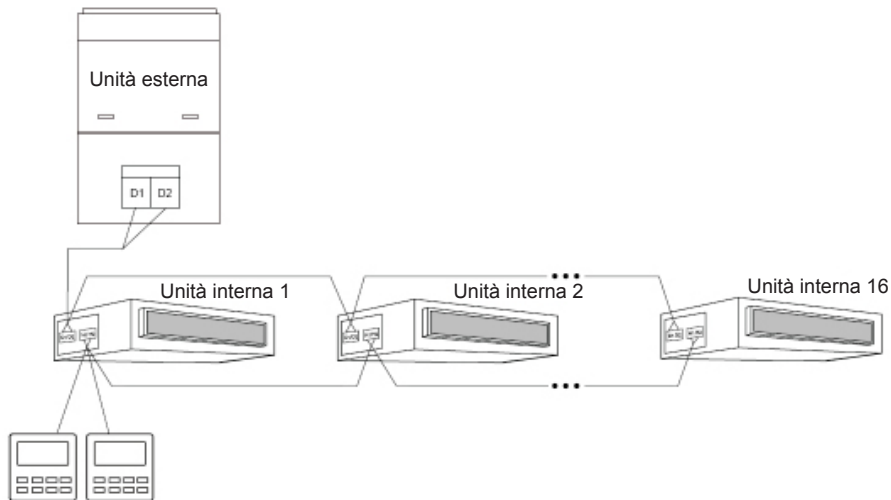 Unità esterna
D1 D2
Unità interna 1
Unità interna 2
Unità interna 16